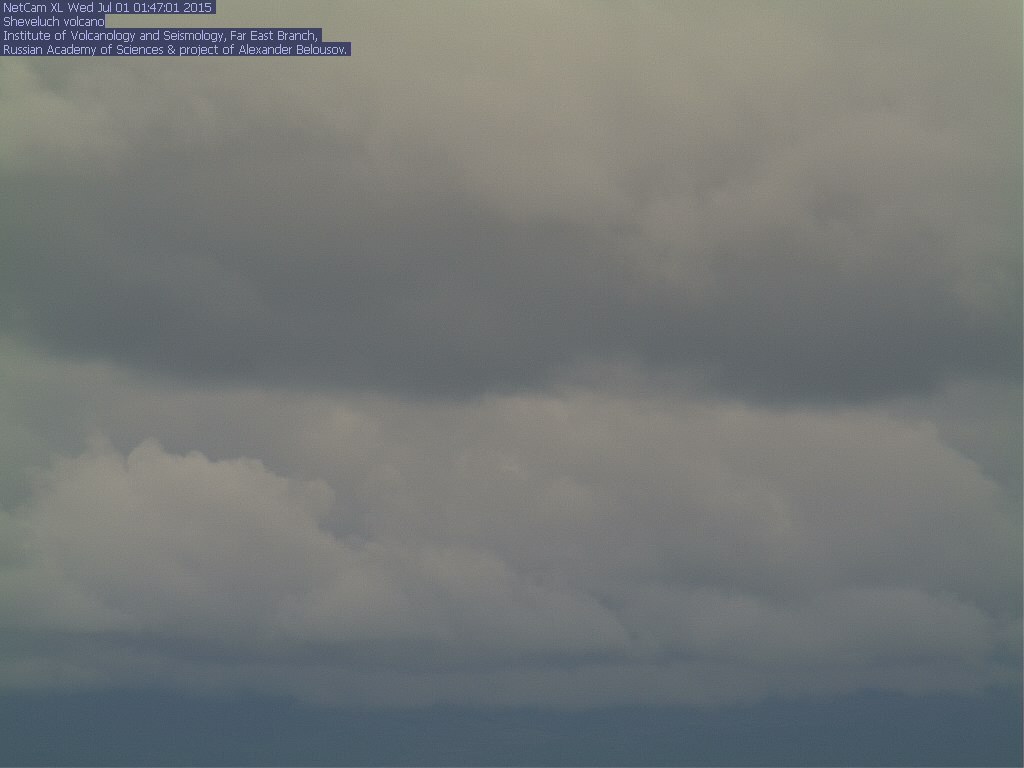 NetCam XL Wed Jul 01 01:47:01 2015
Sheveluch volcano
Institute of Volcanology and Seismology, Far East Branch,
Russian Academy of Sciences & project of Alexander Belousov.